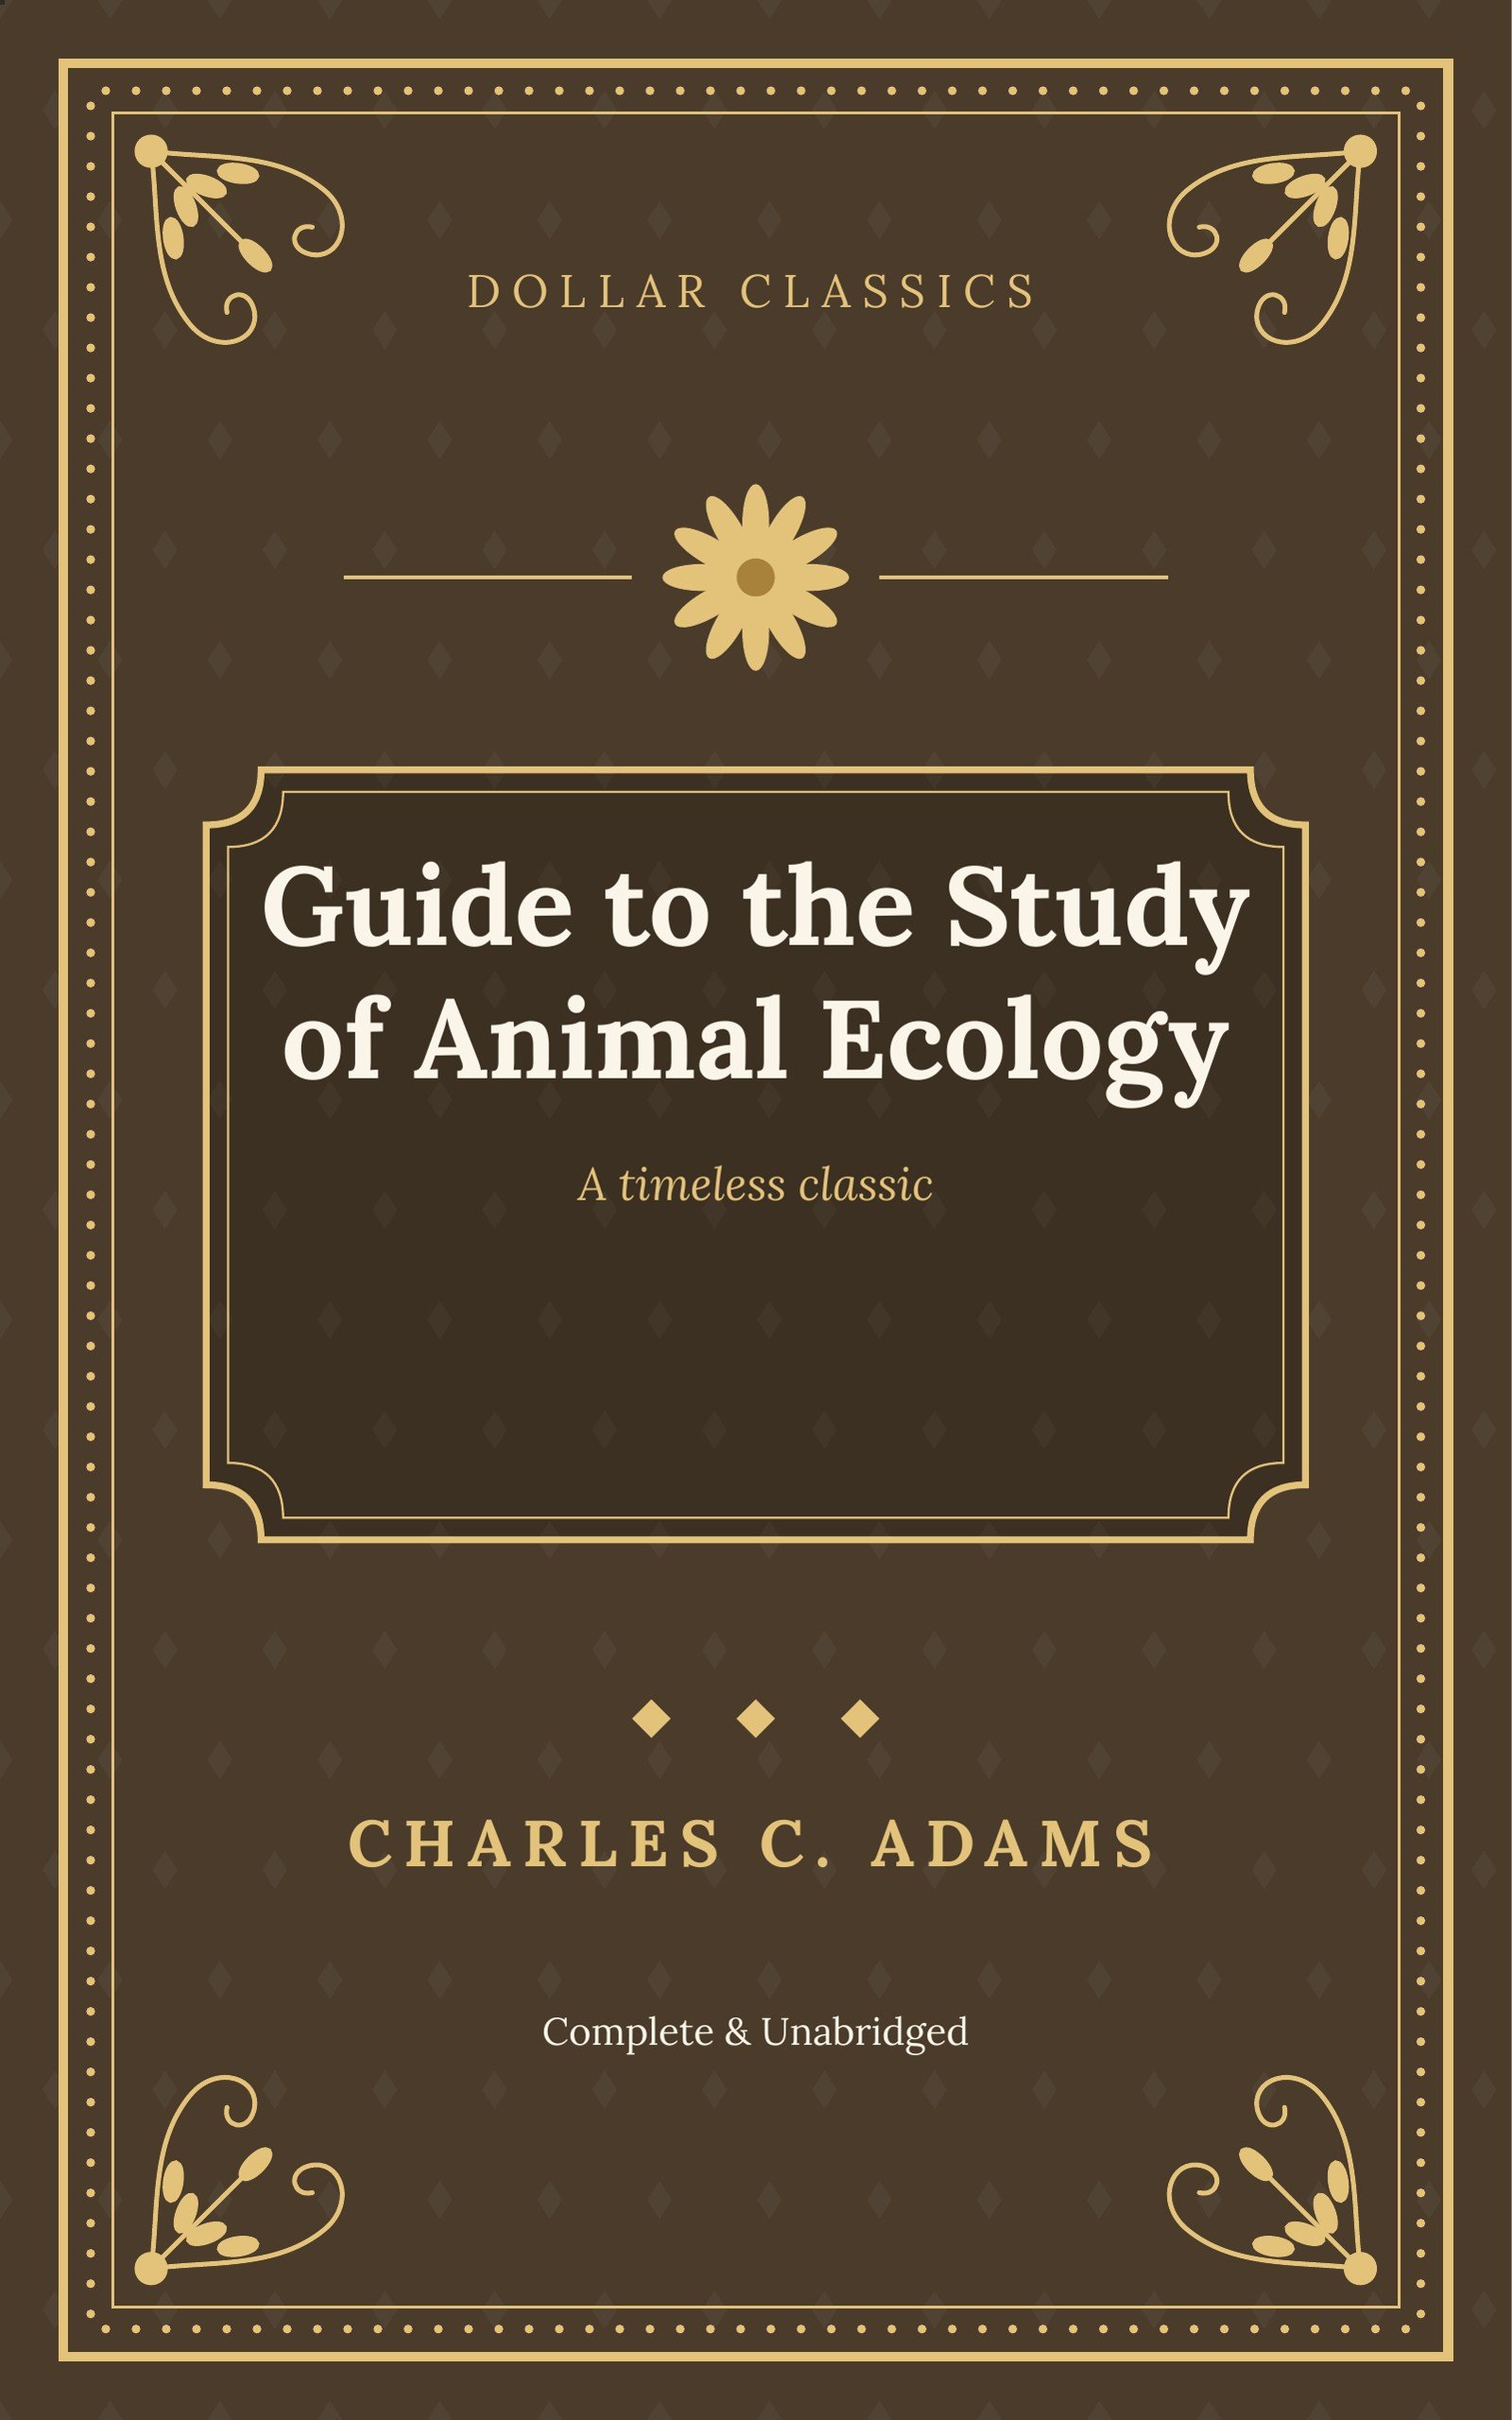 DOLLAR CLASSICS
Guide to the Study
of Animal Ecology
A timeless classic
CHARLES C. ADAMS
Complete & Unabridged